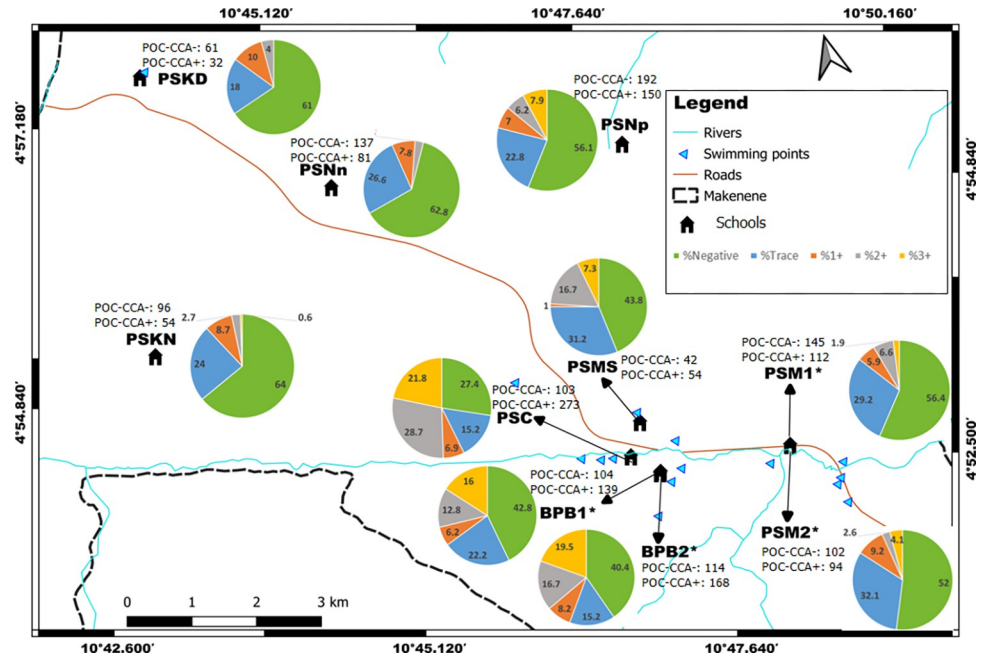 10°45.120′ 10°47.640′ 10°50.160′
4°57.180′
4°54.840′
4°54.840′
4°52.500′
POC-CCA-: 61
POC-CCA+: 32
PSKD
4
10
18
61
POC-CCA-: 137
POC-CCA+: 81
PSNn
7.8
26.6
62.8
POC-CCA-: 192
POC-CCA+: 150
PSNp
7.9
6.2
7
22.8
56.1
Legend
Rivers
Swimming points
Roads
Makenene
Schools
%Negative %Trace %1+ %2+ %3+
POC-CCA-: 96
POC-CCA+: 54
PSKN
2.7
0.6
8.7
24
64
7.3
16.7
1
31.2
43.8
PSMS
POC-CCA-: 42
POC-CCA+: 54
POC-CCA-: 145
POC-CCA+: 112
PSM1*
1.9
6.6
5.9
29.2
56.4
21.8
27.4
28.7
15.2
6.9
POC-CCA-: 103
POC-CCA+: 273
PSC
POC-CCA-: 104
POC-CCA+: 139
BPB1*
16
12.8
6.2
22.2
42.8
19.5
16.7
8.2
15.2
40.4
BPB2*
POC-CCA-: 114
POC-CCA+: 168
PSM2*
POC-CCA-: 102
POC-CCA+: 94
2.6
4.1
9.2
32.1
52
0 1 2 3 km
10°42.600′ 10°45.120′ 10°47.640′